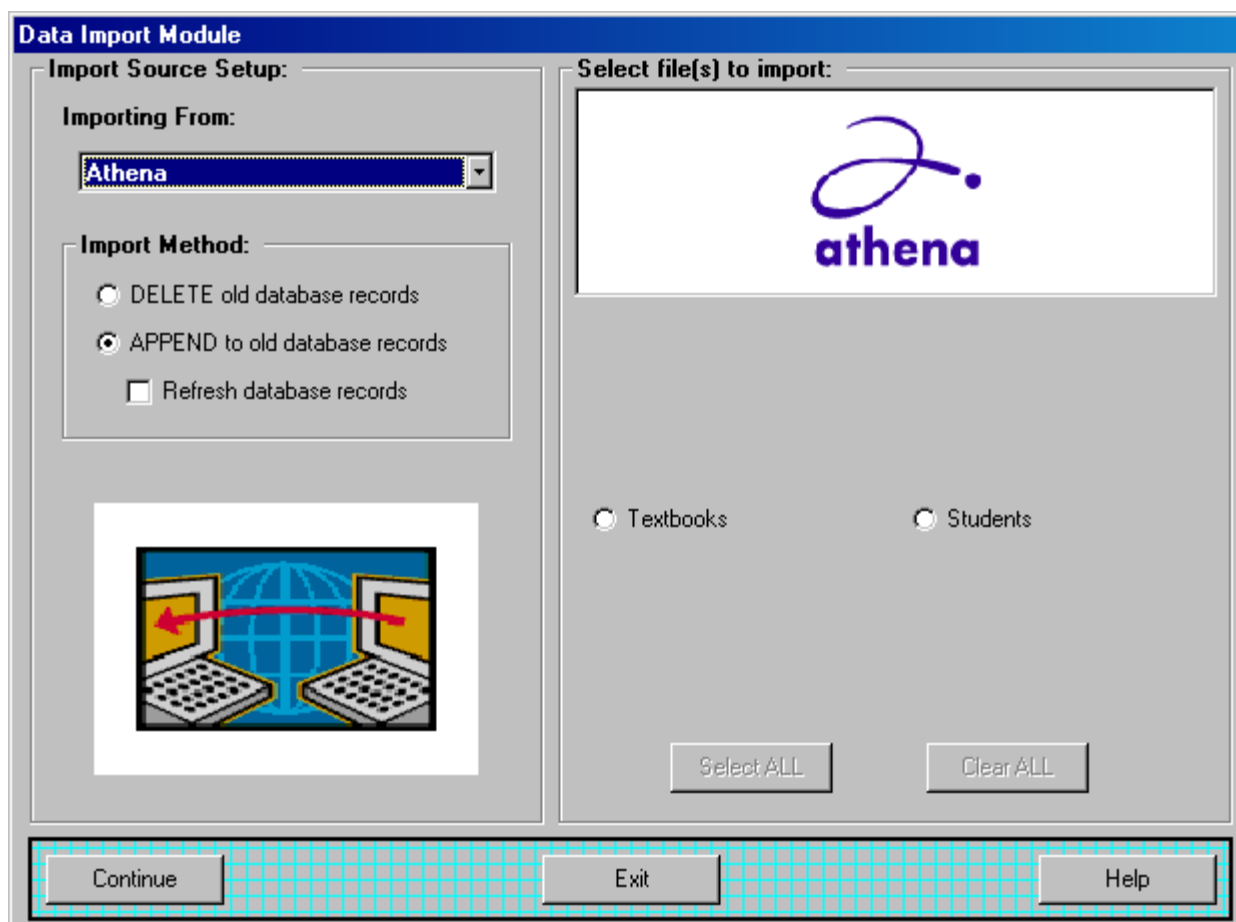 Data Import Module
Import Source Setup:
Importing From:
Athena
Import Method:
DELETE old database records
APPEND to old database records
Refresh database records
Select file(s) to import:
athena
Textbooks
Students
Select ALL
Clear ALL
Continue
Exit
Help